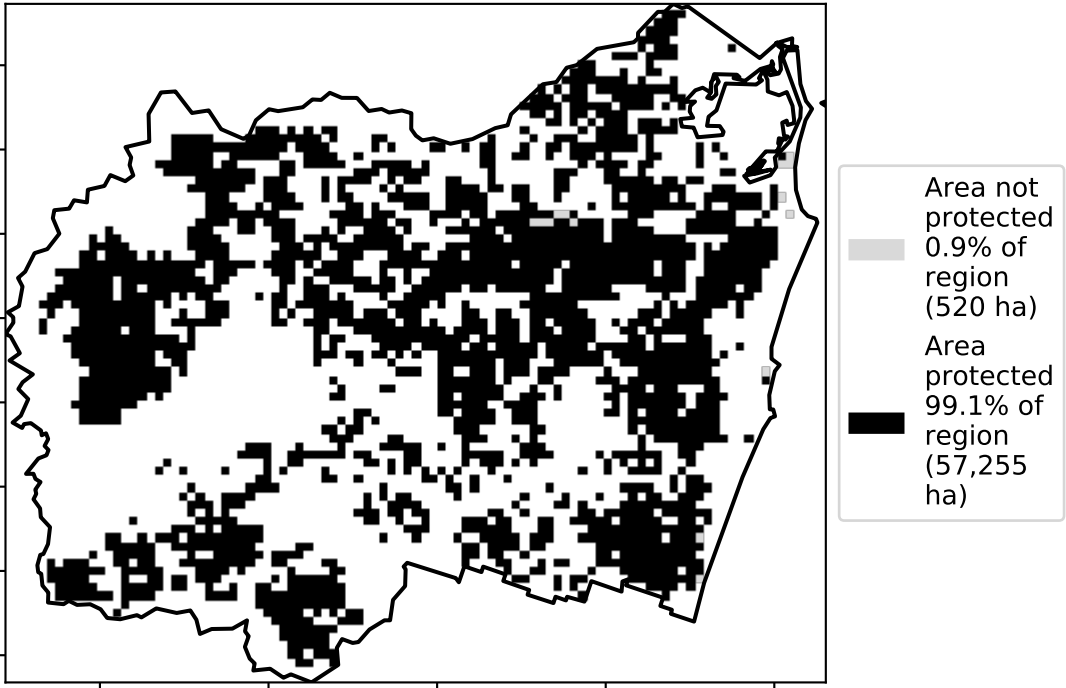 Area not
protected
0.9% of
region
(520 ha)
Area
protected
99.1% of
region
(57,255
ha)